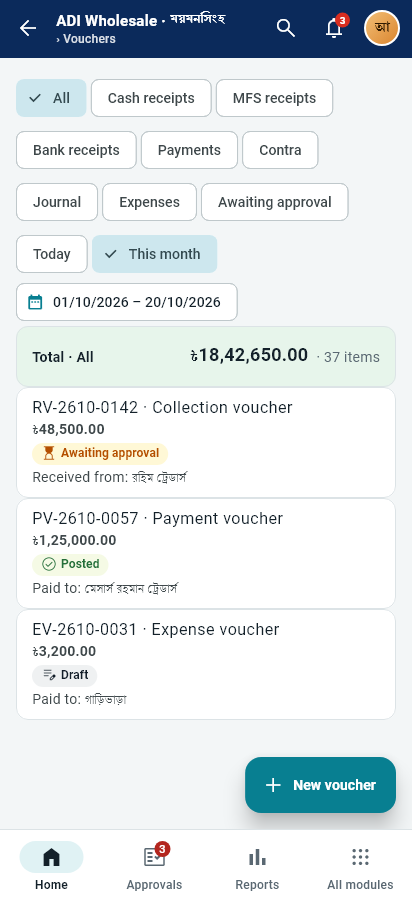 ADI Wholesale · ময়মনসিংহ
› Vouchers
3
আ
All
Cash receipts
MFS receipts
Bank receipts
Payments
Contra
Journal
Expenses
Awaiting approval
Today
This month
01/10/2026 – 20/10/2026
Total · All
৳18,42,650.00 · 37 items
RV-2610-0142 · Collection voucher
৳48,500.00
Awaiting approval
Received from: রহিম ট্রেডার্স
PV-2610-0057 · Payment voucher
৳1,25,000.00
Posted
Paid to: মেসার্স রহমান ট্রেডার্স
EV-2610-0031 · Expense voucher
৳3,200.00
Draft
Paid to: গাড়িভাড়া
New voucher
3
Home
Approvals
Reports
All modules